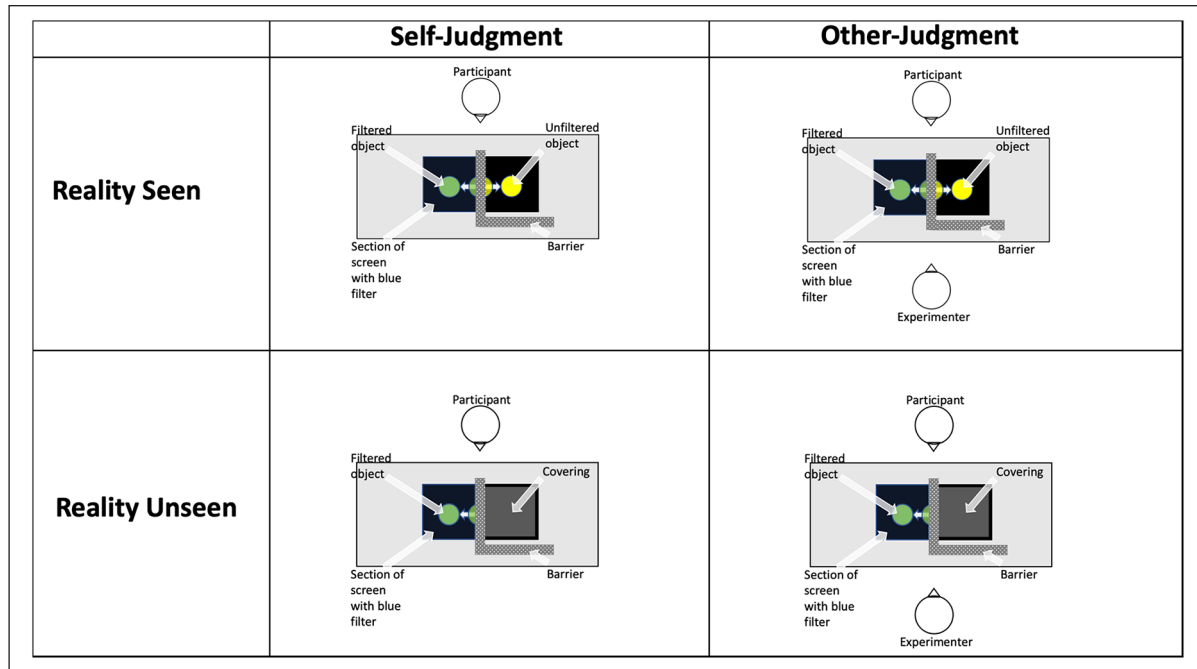 Self-Judgment
Other-Judgment
Reality Seen
Participant
Filtered
object
Unfiltered
object
Section of
screen
with blue
filter
Barrier
Participant
Filtered
object
Unfiltered
object
Section of
screen
with blue
filter
Barrier
Experimenter
Reality Unseen
Participant
Filtered
object
Covering
Section of
screen
with blue
filter
Barrier
Participant
Filtered
object
Covering
Section of
screen
with blue
filter
Barrier
Experimenter